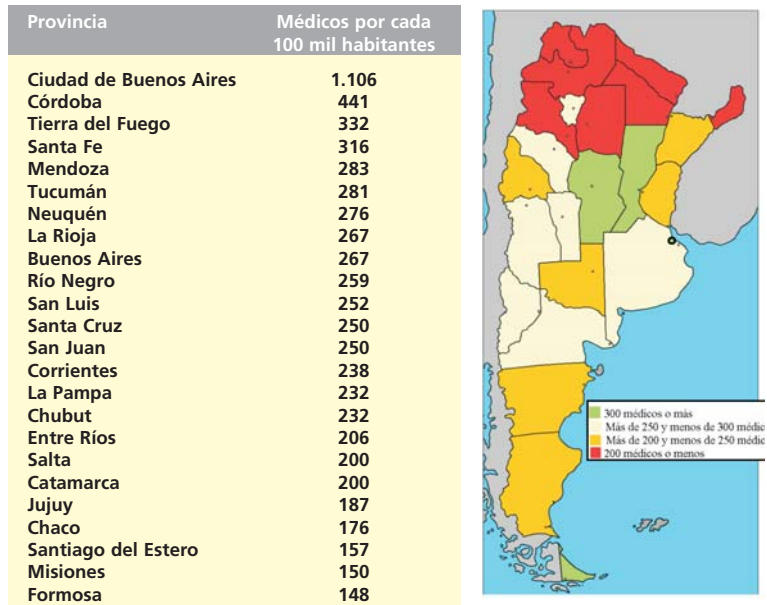 Provincia Médicos por cada
100 mil habitantes
Ciudad de Buenos Aires 1.106
Córdoba 441
Tierra del Fuego 332
Santa Fe 316
Mendoza 283
Tucumán 281
Neuquén 276
La Rioja 267
Buenos Aires 267
Río Negro 259
San Luis 252
Santa Cruz 250
San Juan 250
Corrientes 238
La Pampa 232
Chubut 232
Entre Ríos 206
Salta 200
Catamarca 200
Jujuy 187
Chaco 176
Santiago del Estero 157
Misiones 150
Formosa 148
300 médicos o más
Más de 250 y menos de 300 médic
Más de 200 y menos de 250 médic
200 médicos o menos